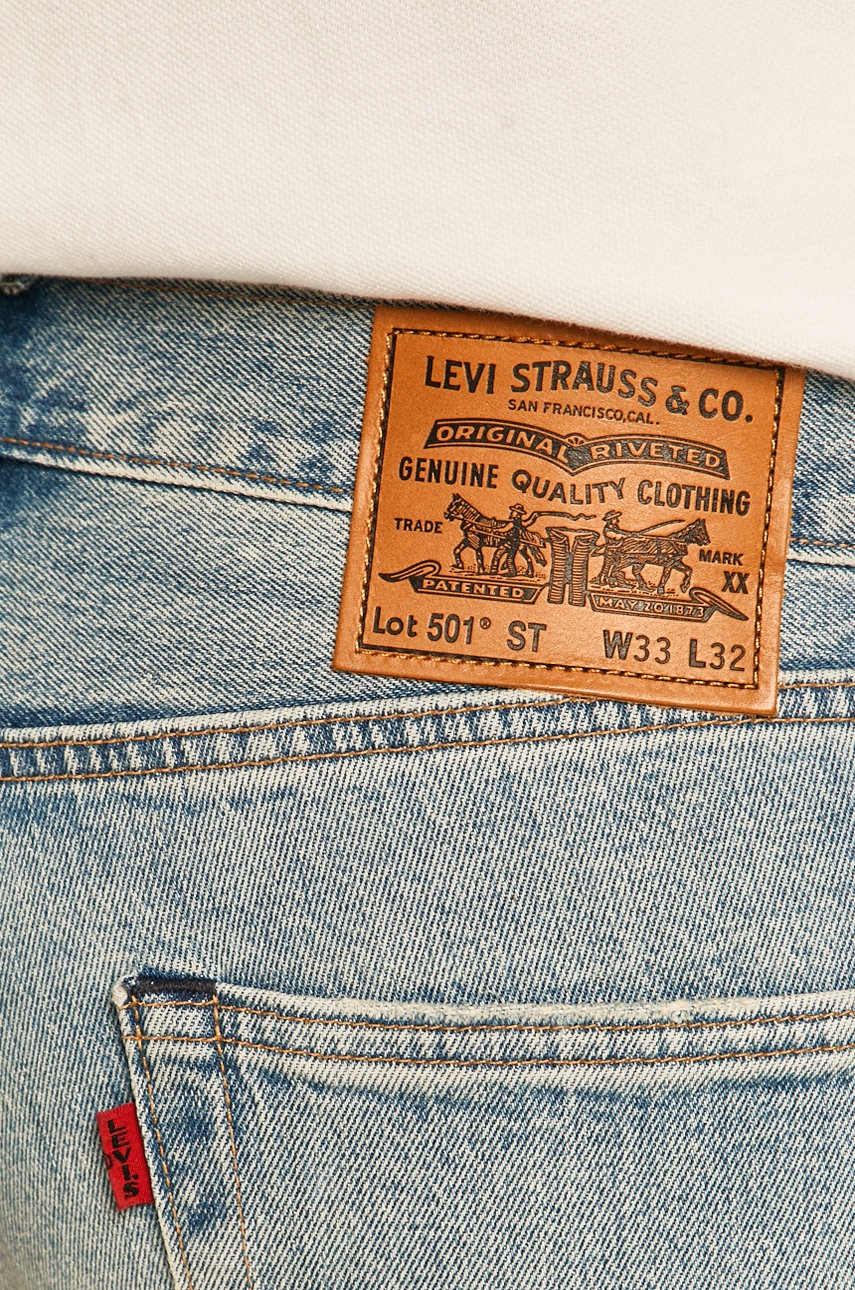 LEVI STRAUSS & CO.
SAN FRANCISCO, CAL.
ORIGINAL RIVETED
GENUINE QUALITY CLOTHING
TRADE MARK
XX
PATENTED MAY 20 1873
Lot 501® ST W33 L32
LEVI'S